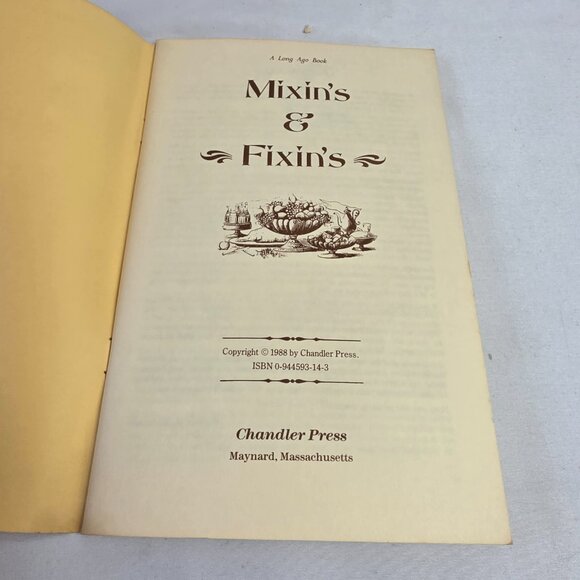 A Long Ago Book
Mixin's
&
Fixin's
Copyright © 1988 by Chandler Press.
ISBN 0-944593-14-3
Chandler Press
Maynard, Massachusetts